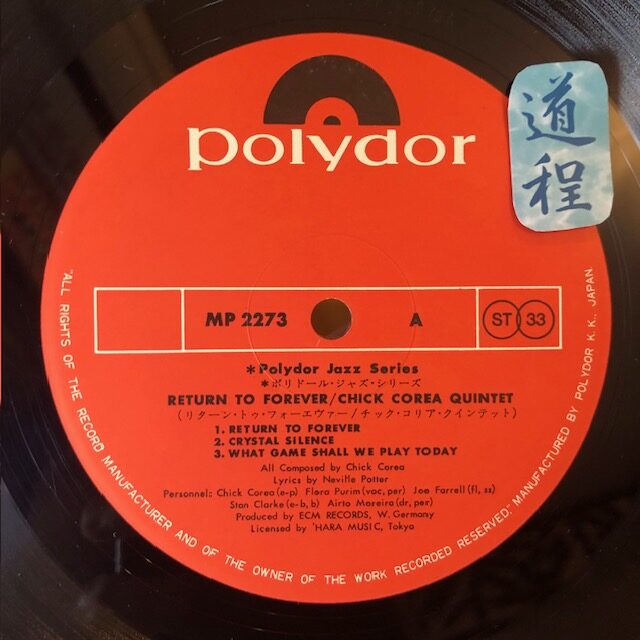 polydor
道程
MP 2273
A
ST 33
*Polydor Jazz Series
*ポリドール・ジャズ・シリーズ
RETURN TO FOREVER/CHICK COREA QUINTET
(リターン・トゥ・フォーエヴァー/チック・コリア・クインテット)
1. RETURN TO FOREVER
2. CRYSTAL SILENCE
3. WHAT GAME SHALL WE PLAY TODAY
All Composed by Chick Corea
Lyrics by Neville Potter
Personnel: Chick Corea (e-p) Flora Purim (voc, per) Joe Farrell (fl, ss)
Stan Clarke (e-b, b) Airto Moreira (dr, per)
Produced by ECM RECORDS, W. Germany
Licensed by 'HARA MUSIC, Tokyo
"ALL RIGHTS OF THE RECORD MANUFACTURER AND OF THE OWNER OF THE WORK RECORDED RESERVED." MANUFACTURED BY POLYDOR K. K., JAPAN